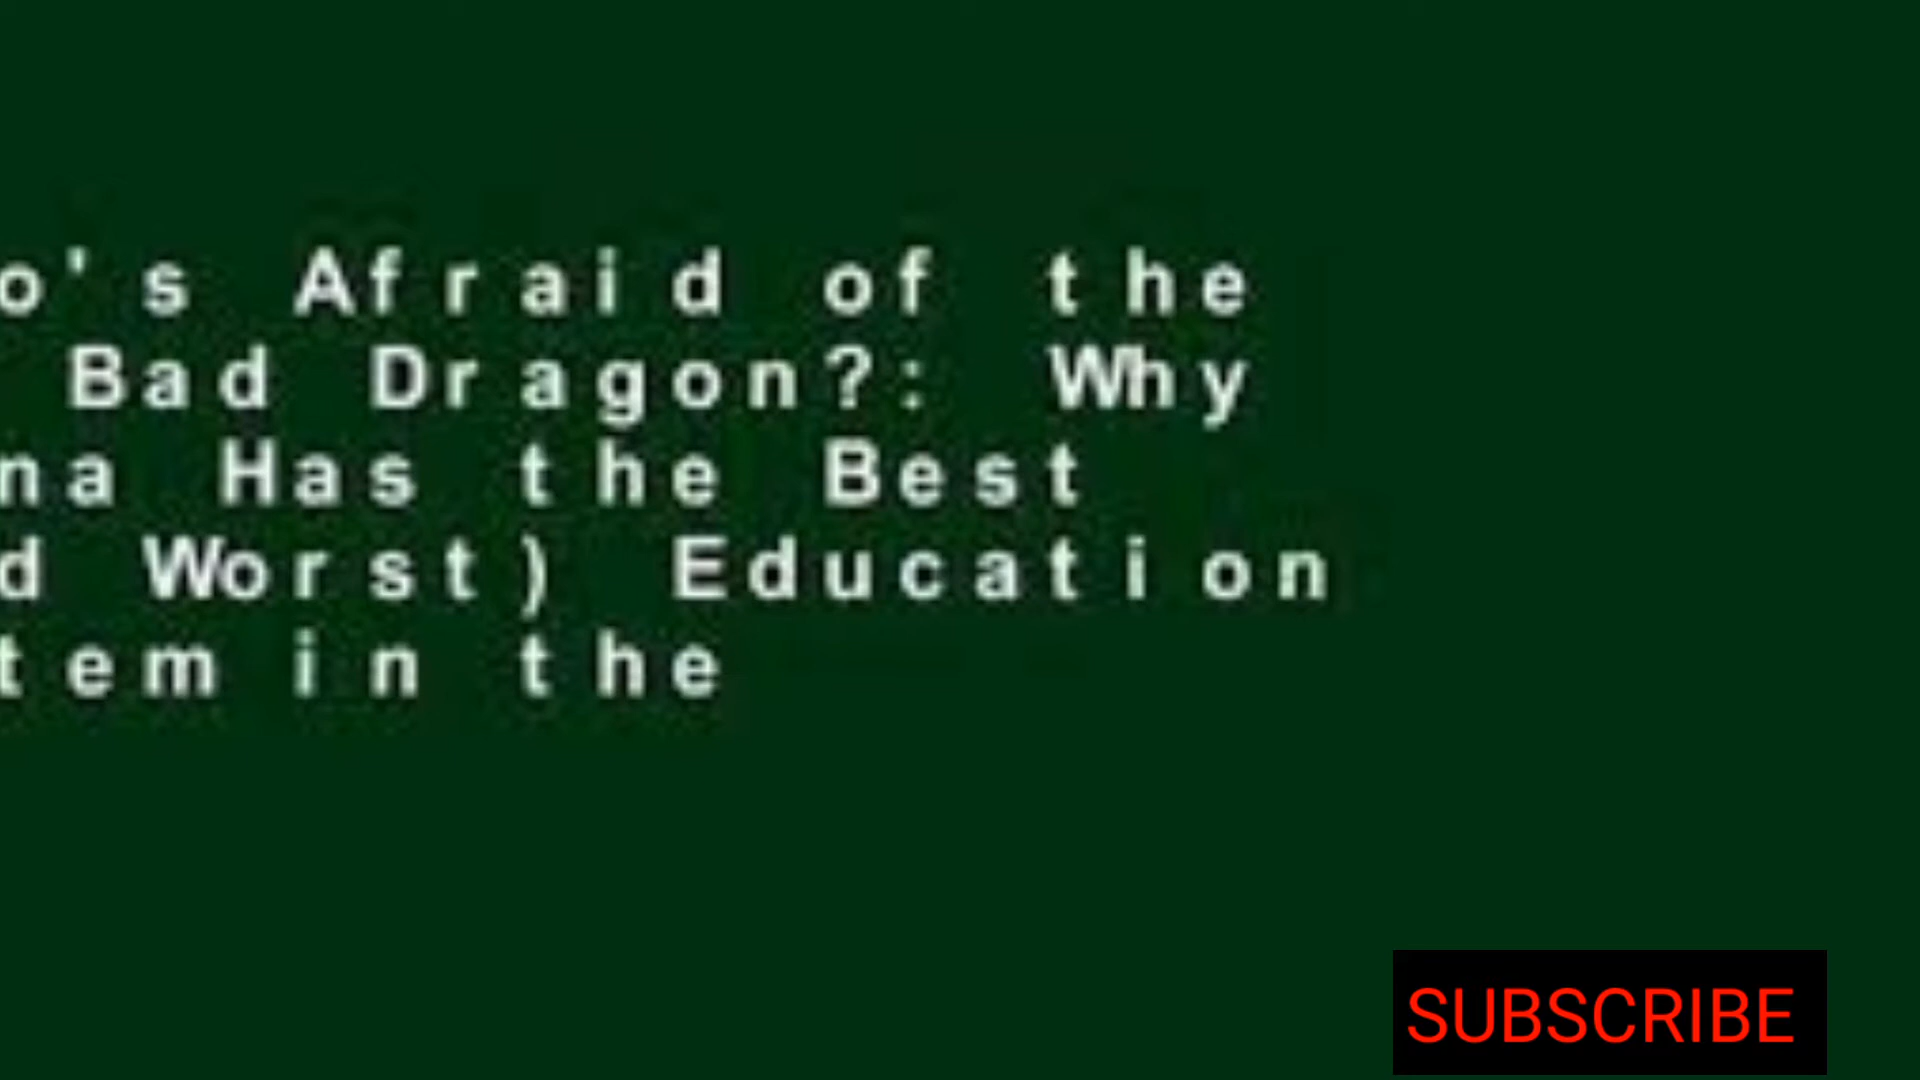 o's Afraid of the
Bad Dragon?: Why
na Has the Best
d Worst) Education
tem in the
SUBSCRIBE